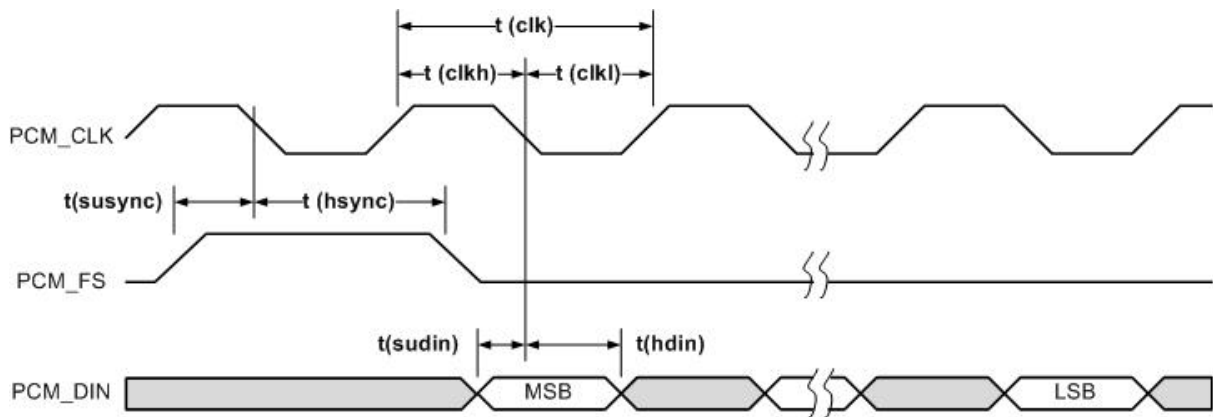 t (clk)
t (clkh)
t (clkl)
PCM_CLK
t(susync)
t (hsync)
PCM_FS
t(sudin)
t(hdin)
PCM_DIN
MSB
LSB